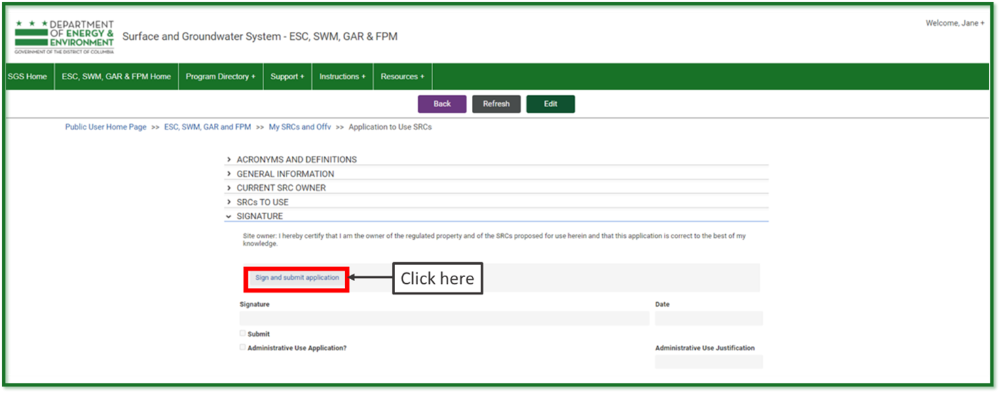 DEPARTMENT
OF ENERGY &
ENVIRONMENT
GOVERNMENT OF THE DISTRICT OF COLUMBIA
Surface and Groundwater System - ESC, SWM, GAR & FPM
Welcome, Jane +
SGS Home ESC, SWM, GAR & FPM Home Program Directory + Support + Instructions + Resources +
Back Refresh Edit
Public User Home Page >> ESC, SWM, GAR and FPM >> My SRCs and Offv >> Application to Use SRCs
> ACRONYMS AND DEFINITIONS
> GENERAL INFORMATION
> CURRENT SRC OWNER
> SRCs TO USE
SIGNATURE
Site owner: I hereby certify that I am the owner of the regulated property and of the SRCs proposed for use herein and that this application is correct to the best of my
knowledge.
Sign and submit application
Click here
Signature Date
Submit
Administrative Use Application? Administrative Use Justification